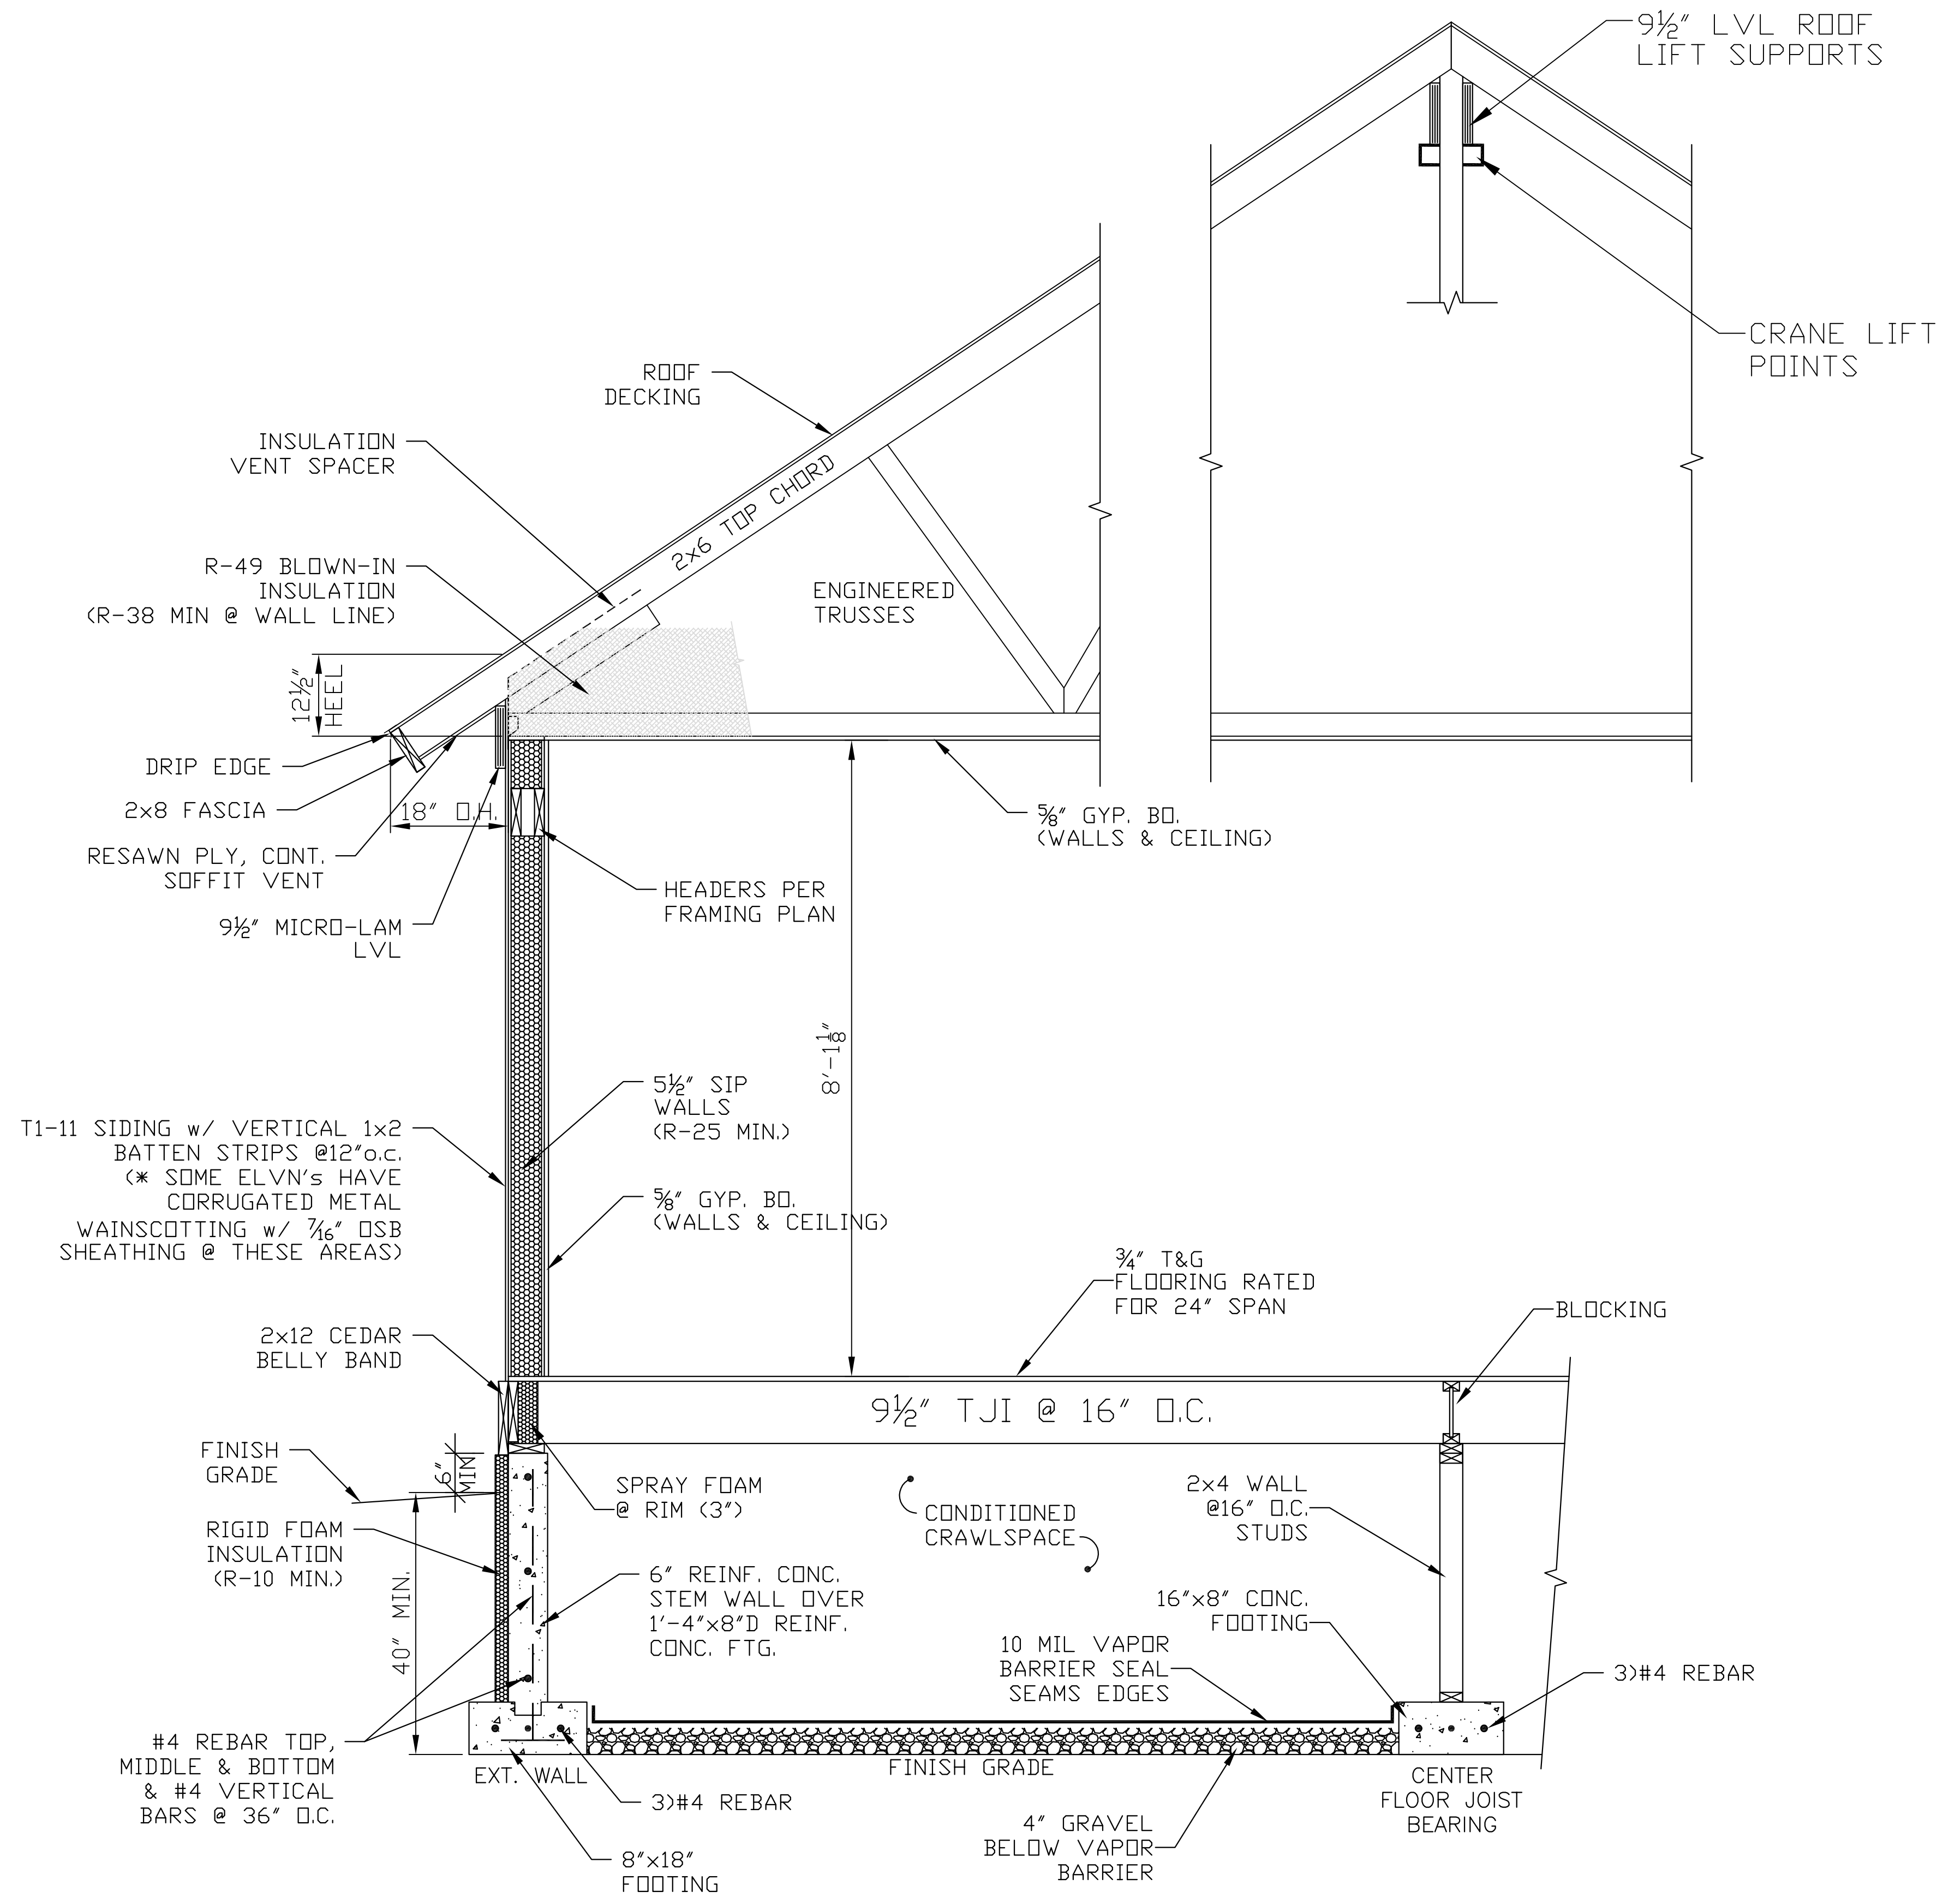 9½" LVL ROOF
LIFT SUPPORTS
CRANE LIFT
POINTS
ROOF
DECKING
INSULATION
VENT SPACER
2x6 TOP CHORD
R-49 BLOWN-IN
INSULATION
(R-38 MIN @ WALL LINE)
ENGINEERED
TRUSSES
12½"
HEEL
DRIP EDGE
2x8 FASCIA
18" O.H.
RESAWN PLY, CONT.
SOFFIT VENT
9½" MICRO-LAM
LVL
⅝" GYP. BO.
(WALLS & CEILING)
HEADERS PER
FRAMING PLAN
8'-1⅛"
5½" SIP
WALLS
(R-25 MIN.)
T1-11 SIDING w/ VERTICAL 1x2
BATTEN STRIPS @12"o.c.
(* SOME ELVN's HAVE
CORRUGATED METAL
WAINSCOTTING w/ 7/16" OSB
SHEATHING @ THESE AREAS)
⅝" GYP. BO.
(WALLS & CEILING)
¾" T&G
FLOORING RATED
FOR 24" SPAN
BLOCKING
2x12 CEDAR
BELLY BAND
9½" TJI @ 16" O.C.
FINISH
GRADE
6"
MIN
SPRAY FOAM
@ RIM (3")
CONDITIONED
CRAWLSPACE
2x4 WALL
@16" O.C.
STUDS
RIGID FOAM
INSULATION
(R-10 MIN.)
40" MIN.
6" REINF. CONC.
STEM WALL OVER
1'-4"x8"D REINF.
CONC. FTG.
16"x8" CONC.
FOOTING
10 MIL VAPOR
BARRIER SEAL
SEAMS EDGES
3)#4 REBAR
#4 REBAR TOP,
MIDDLE & BOTTOM
& #4 VERTICAL
BARS @ 36" O.C.
EXT. WALL
FINISH GRADE
CENTER
FLOOR JOIST
BEARING
3)#4 REBAR
4" GRAVEL
BELOW VAPOR
BARRIER
8"x18"
FOOTING